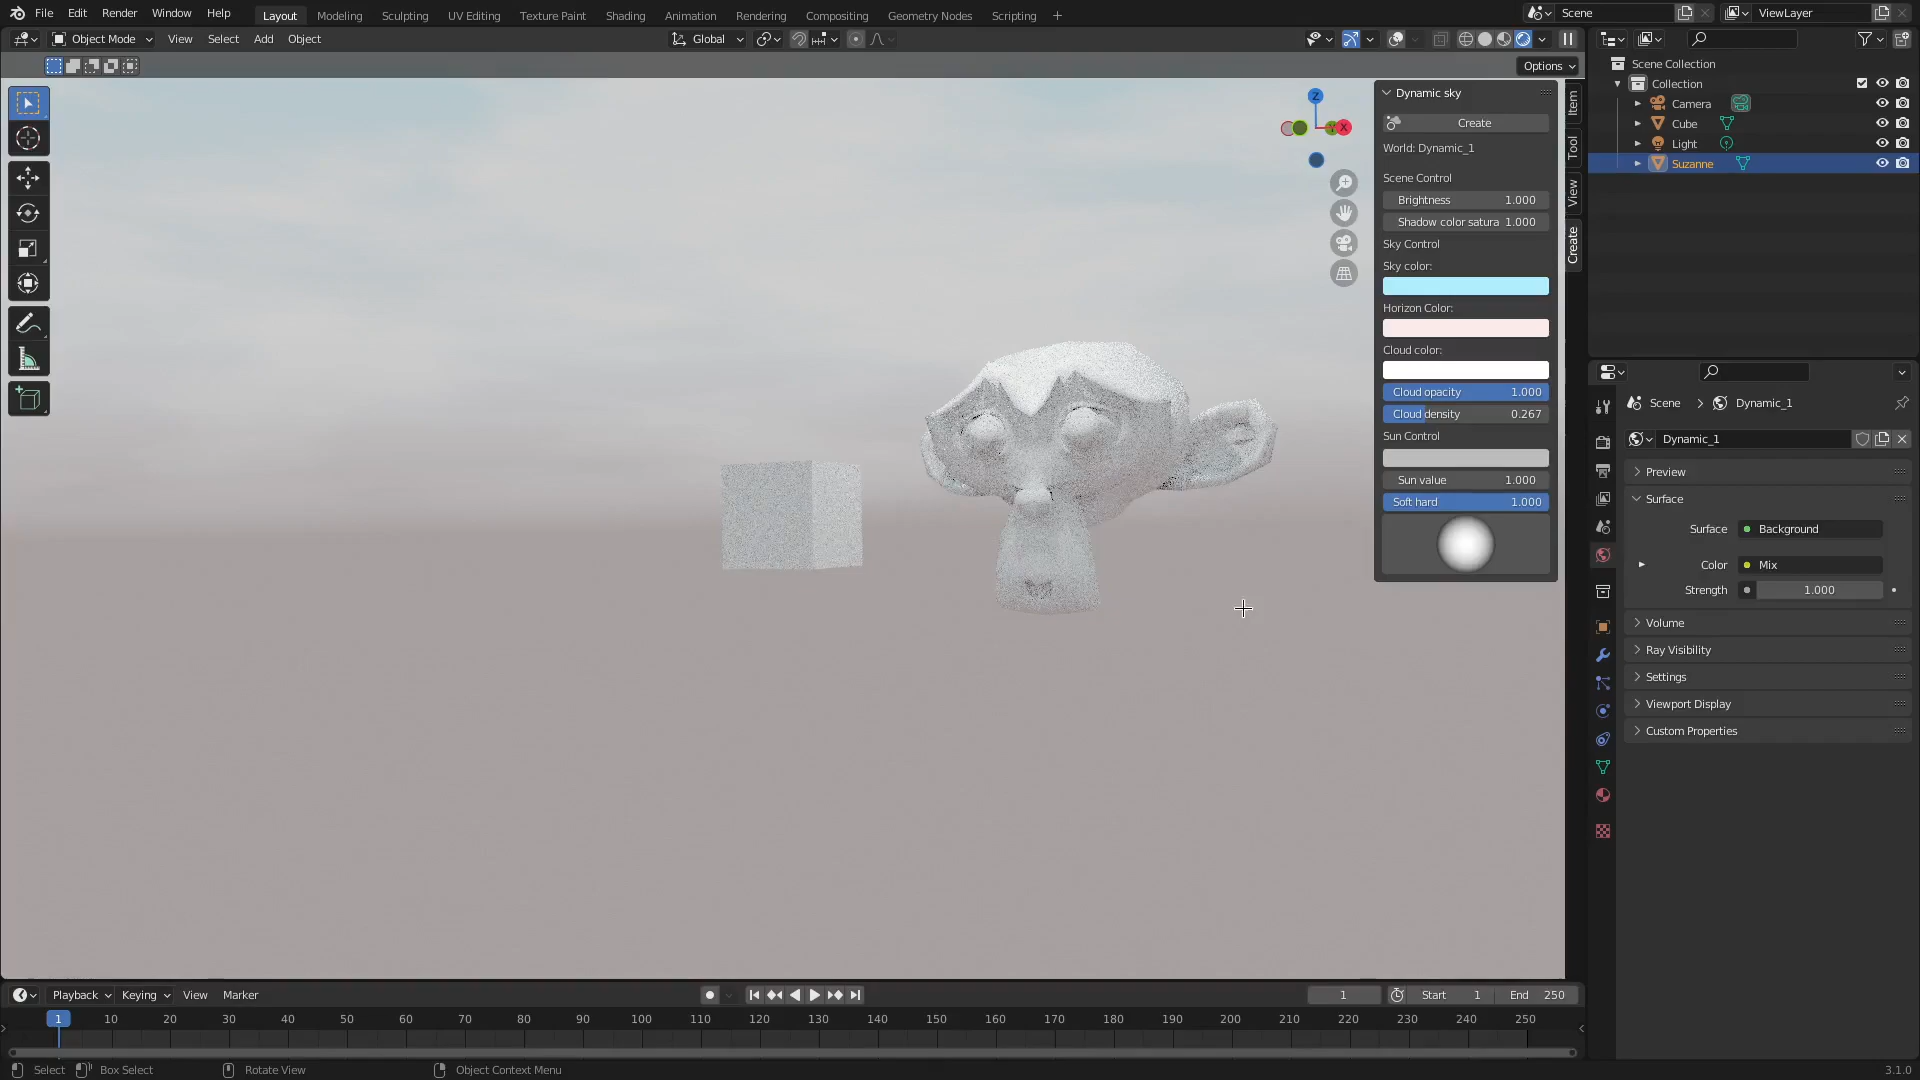 File Edit Render Window Help Layout Modeling Sculpting UV Editing Texture Paint Shading Animation Rendering Compositing Geometry Nodes Scripting + Scene ViewLayer
Object Mode View Select Add Object Global
Options
Dynamic sky
Create
World: Dynamic_1
Scene Control
Brightness 1.000
Shadow color satura 1.000
Sky Control
Sky color:
Horizon Color:
Cloud color:
Cloud opacity 1.000
Cloud density 0.267
Sun Control
Sun value 1.000
Soft hard 1.000
Z
X
Item
Tool
View
Create
Scene Collection
Collection
Camera
Cube
Light
Suzanne
Scene > Dynamic_1
Dynamic_1
Preview
Surface
Surface Background
Color Mix
Strength 1.000
Volume
Ray Visibility
Settings
Viewport Display
Custom Properties
Playback Keying View Marker 1 Start 1 End 250
1 10 20 30 40 50 60 70 80 90 100 110 120 130 140 150 160 170 180 190 200 210 220 230 240 250
Select Box Select Rotate View Object Context Menu 3.1.0